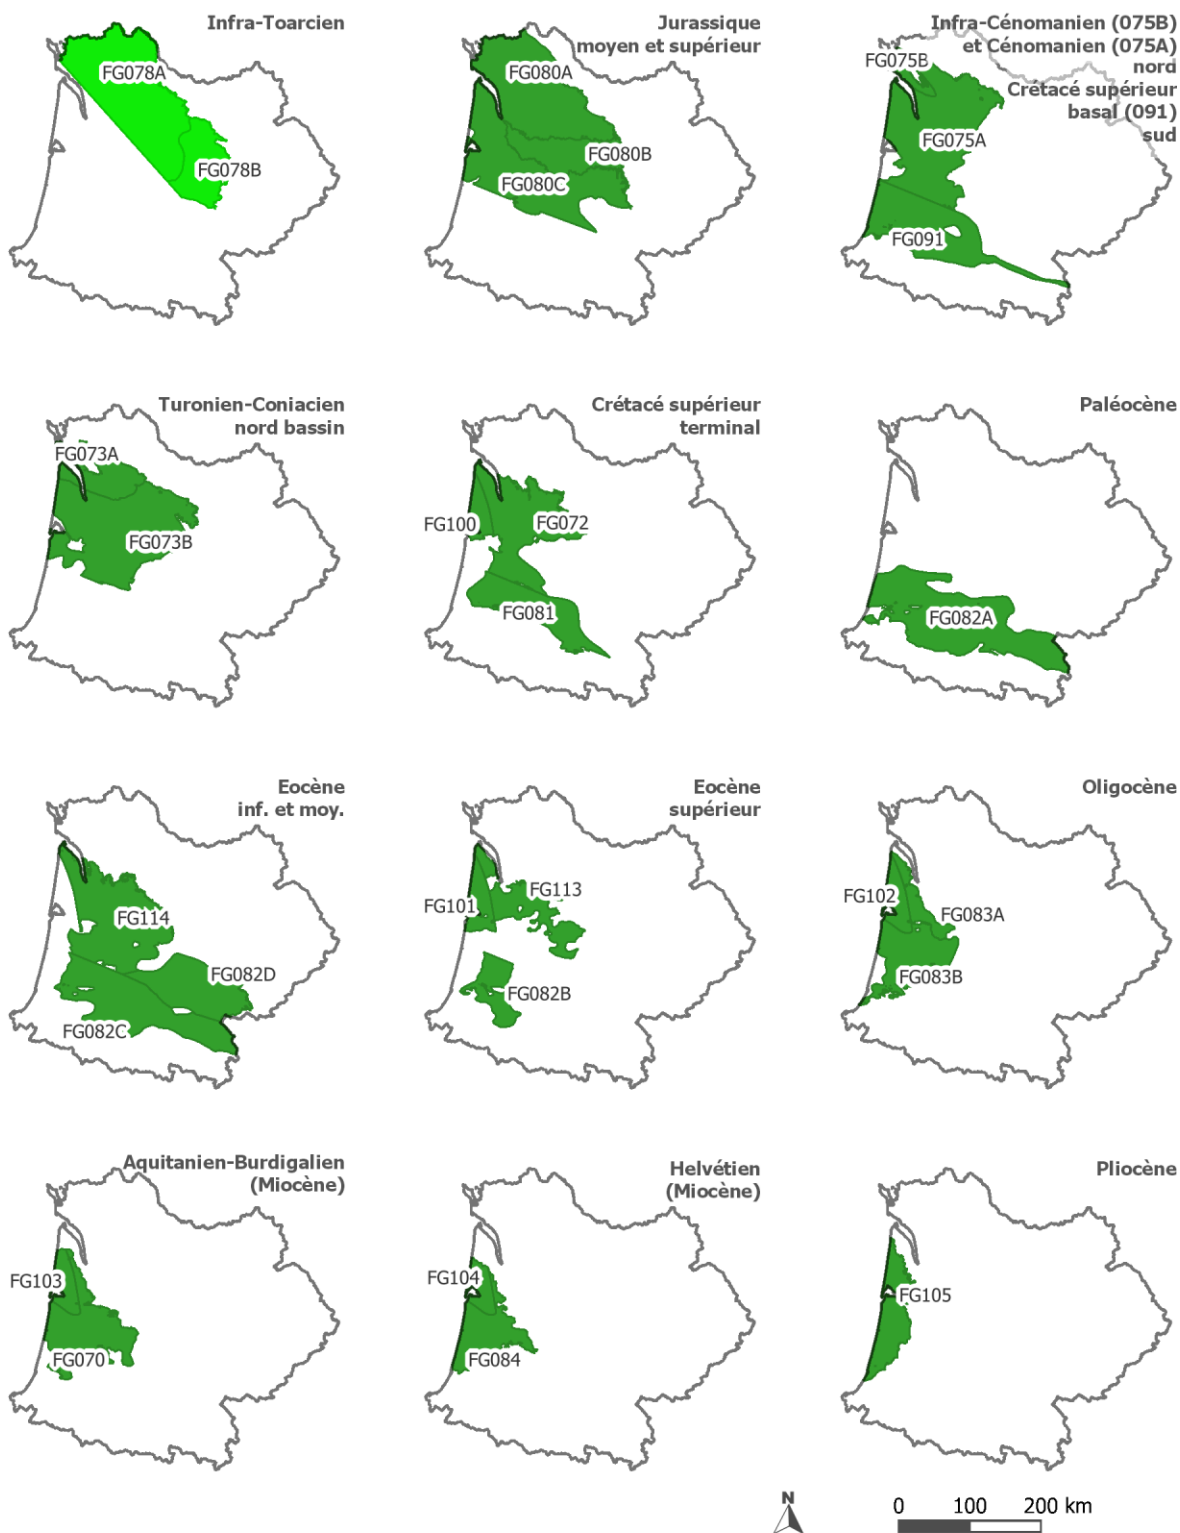 Infra-Toarcien
FG078A
FG078B
Jurassique
moyen et supérieur
FG080A
FG080B
FG080C
Infra-Cénomanien (075B)
et Cénomanien (075A)
nord
Crétacé supérieur
basal (091)
sud
FG075B
FG075A
FG091
Turonien-Coniacien
nord bassin
FG073A
FG073B
Crétacé supérieur
terminal
FG100
FG072
FG081
Paléocène
FG082A
Eocène
inf. et moy.
FG114
FG082D
FG082C
Eocène
supérieur
FG113
FG101
FG082B
Oligocène
FG102
FG083A
FG083B
Aquitanien-Burdigalien
(Miocène)
FG103
FG070
Helvétien
(Miocène)
FG104
FG084
Pliocène
FG105
N
0 100 200 km